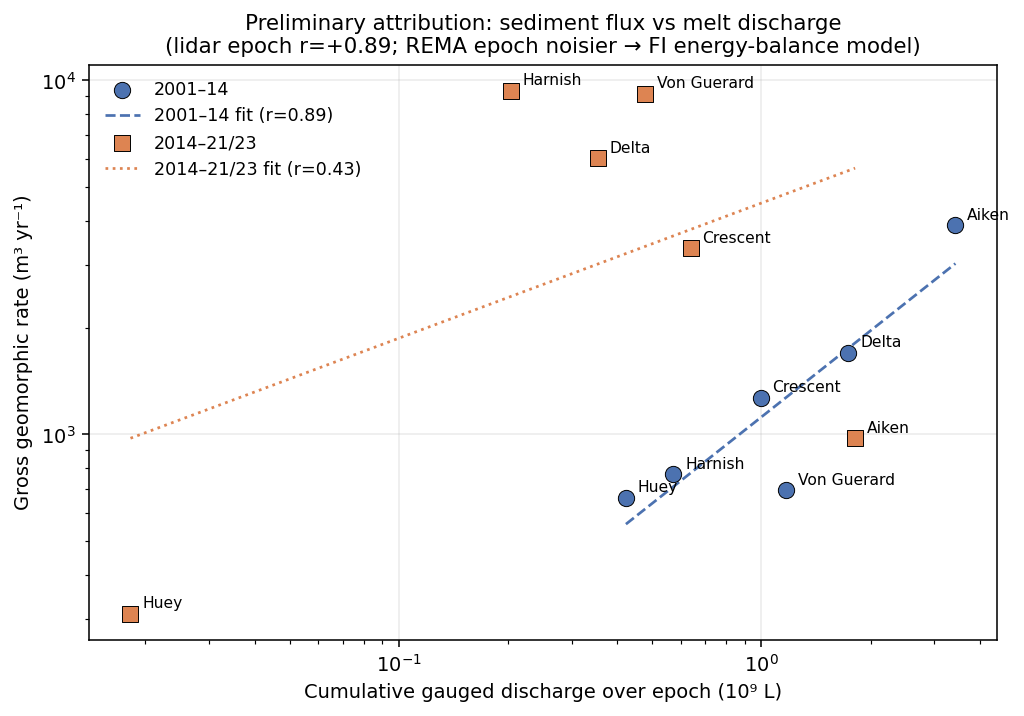 Preliminary attribution: sediment flux vs melt discharge
(lidar epoch r=+0.89; REMA epoch noisier → FI energy-balance model)
2001–14
2001–14 fit (r=0.89)
2014–21/23
2014–21/23 fit (r=0.43)
Harnish
Von Guerard
Delta
Crescent
Aiken
Delta
Crescent
Aiken
Harnish
Huey
Von Guerard
Huey
10⁴
10³
Gross geomorphic rate (m³ yr⁻¹)
10⁻¹
10⁰
Cumulative gauged discharge over epoch (10⁹ L)